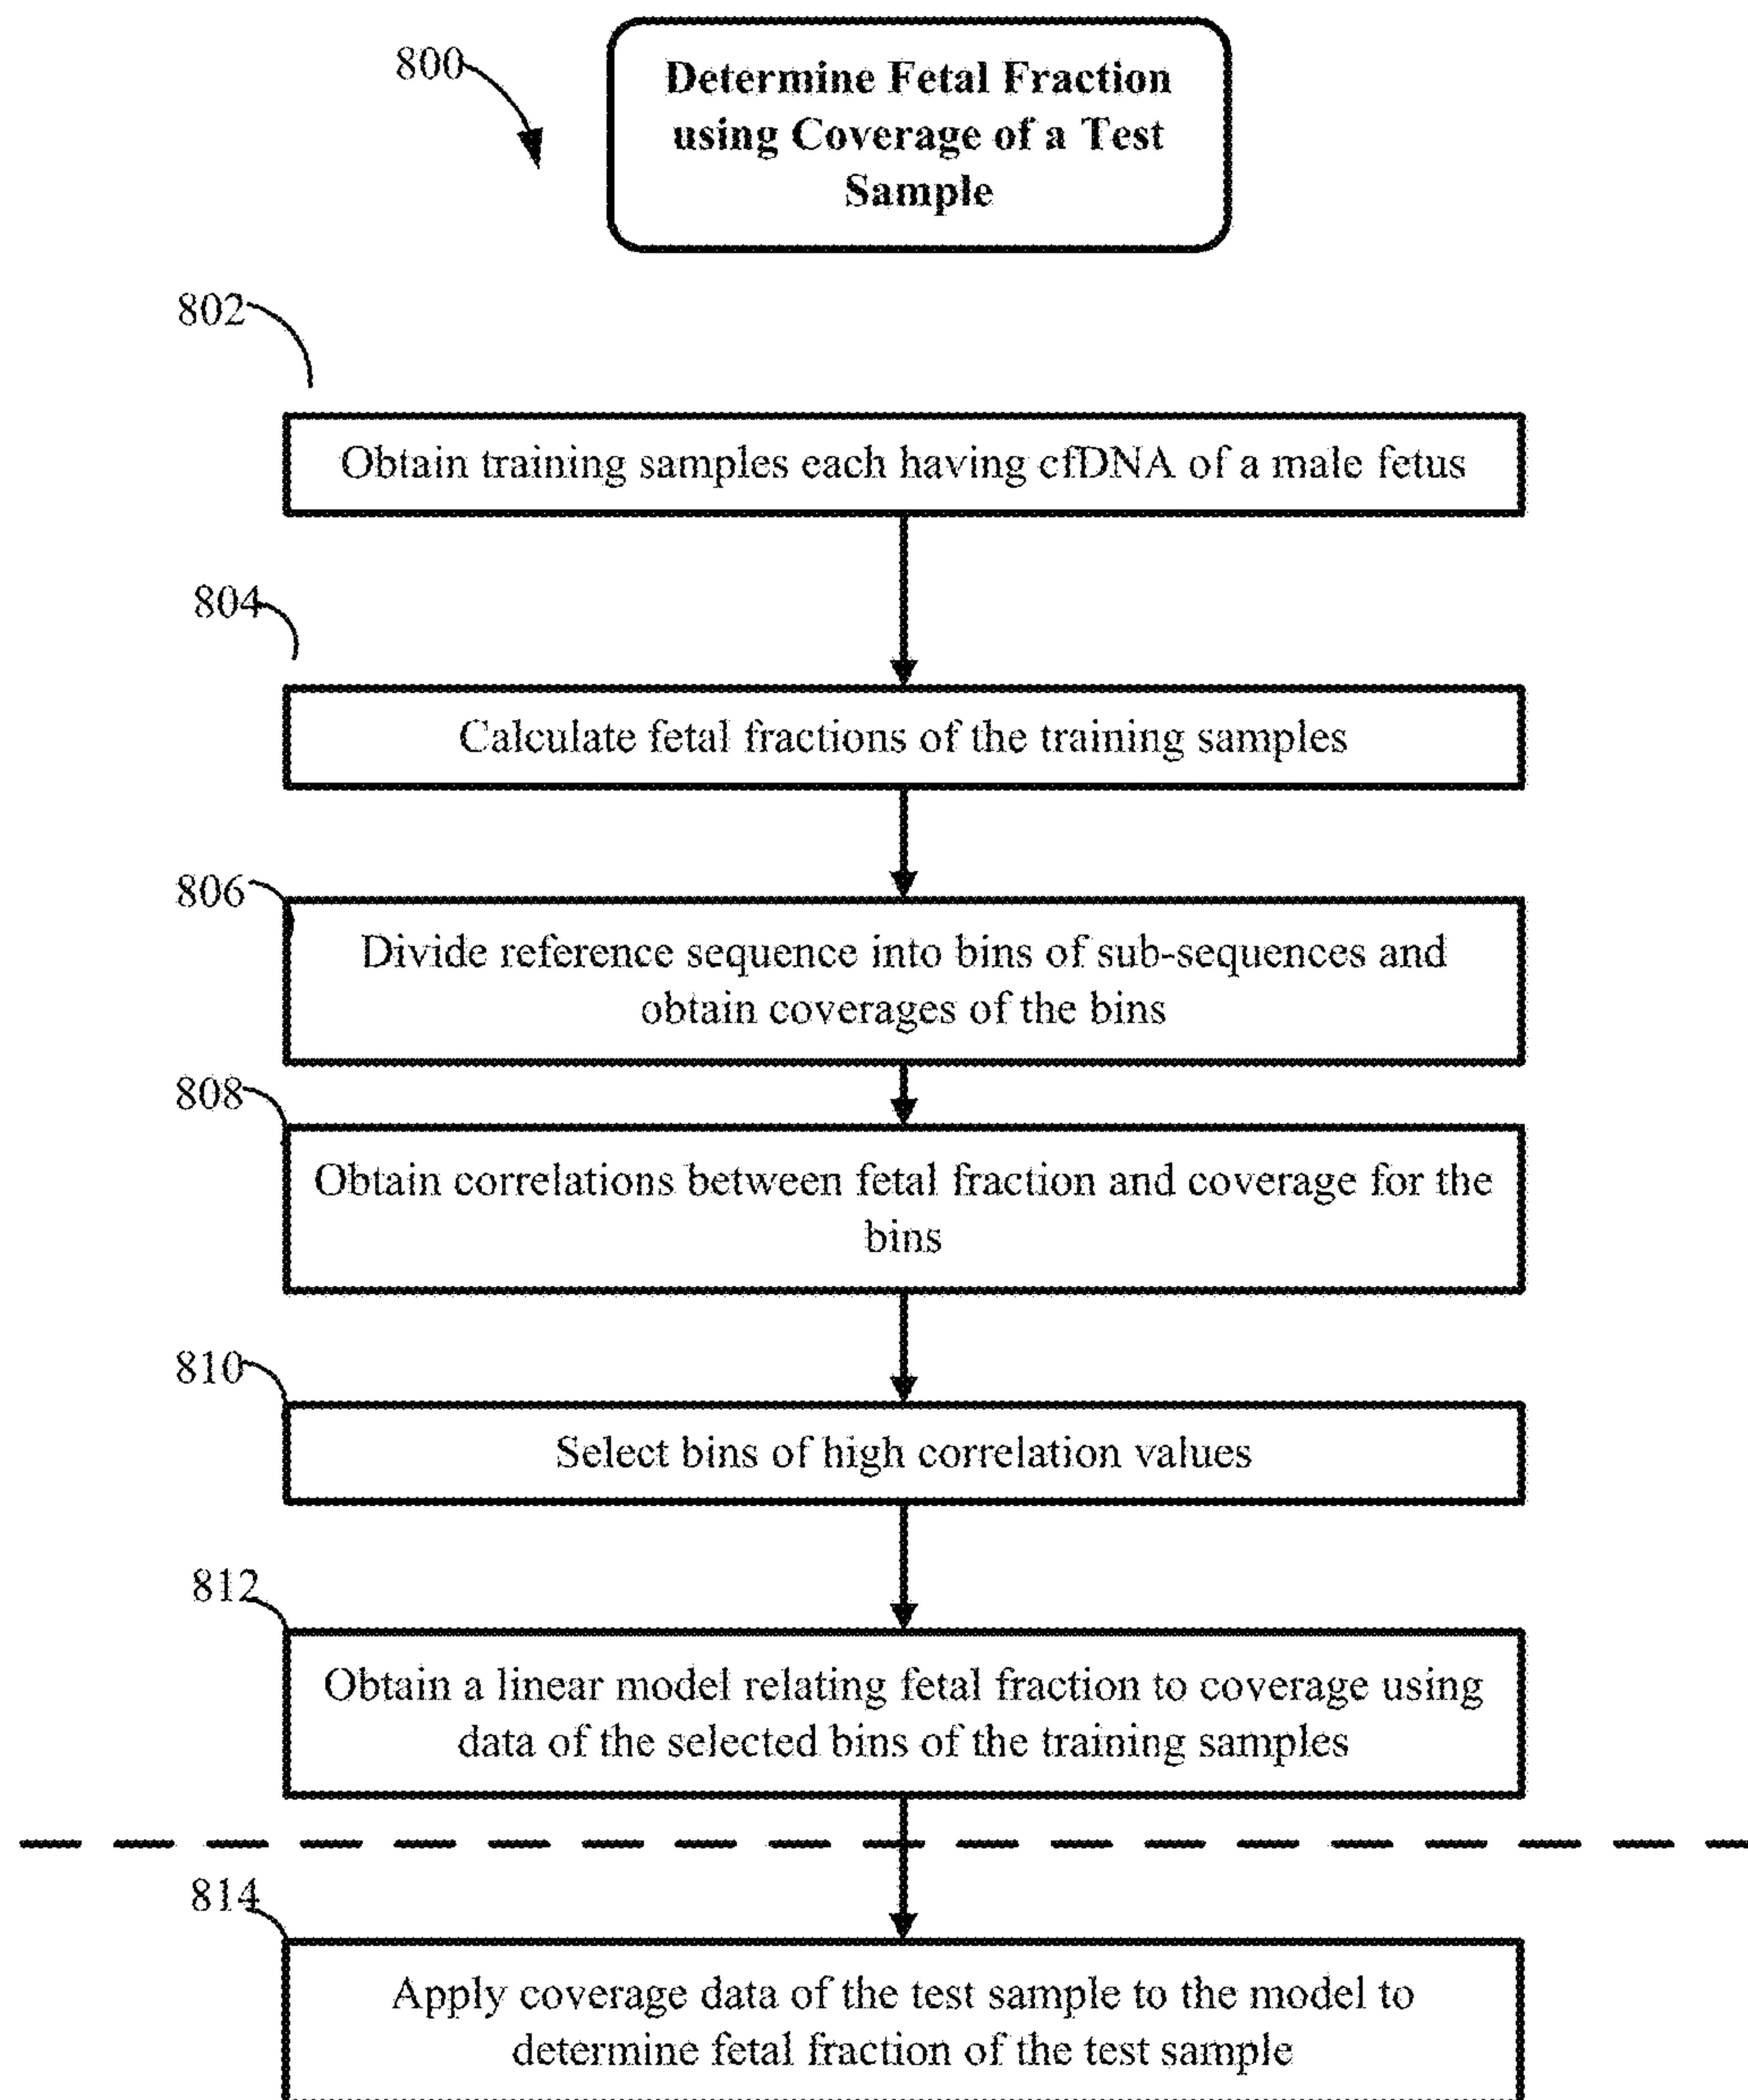 800
Determine Fetal Fraction
using Coverage of a Test
Sample
802
Obtain training samples each having cfDNA of a male fetus
804
Calculate fetal fractions of the training samples
806
Divide reference sequence into bins of sub-sequences and
obtain coverages of the bins
808
Obtain correlations between fetal fraction and coverage for the
bins
810
Select bins of high correlation values
812
Obtain a linear model relating fetal fraction to coverage using
data of the selected bins of the training samples
814
Apply coverage data of the test sample to the model to
determine fetal fraction of the test sample